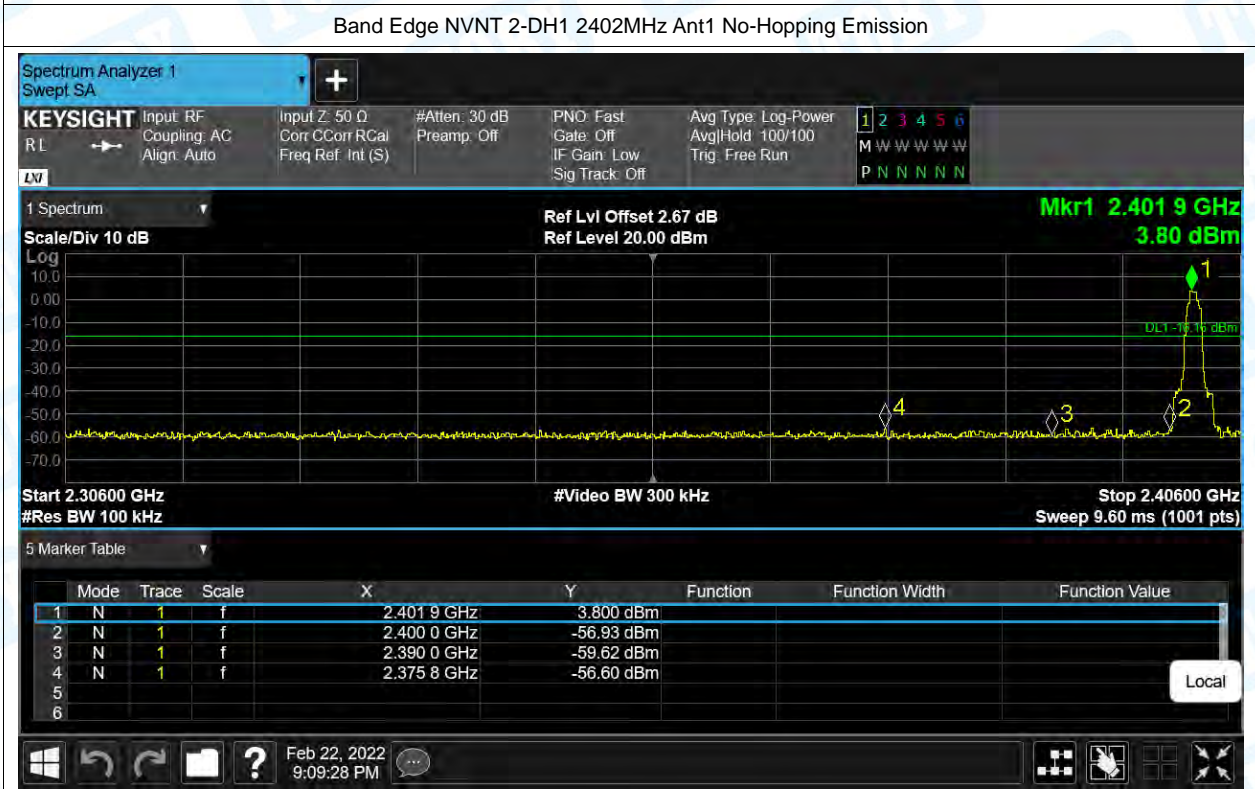 Band Edge NVNT 2-DH1 2402MHz Ant1 No-Hopping Emission
Spectrum Analyzer 1
Swept SA
+
KEYSIGHT
RL
LXI
Input: RF
Coupling: AC
Align: Auto
Input Z: 50 Ω
Corr CCorr RCal
Freq Ref: Int (S)
#Atten: 30 dB
Preamp: Off
PNO: Fast
Gate: Off
IF Gain: Low
Sig Track: Off
Avg Type: Log-Power
Avg|Hold: 100/100
Trig: Free Run
1 2 3 4 5 6
M W W W W W W
P N N N N N N
1 Spectrum
Scale/Div 10 dB
Ref Lvl Offset 2.67 dB
Ref Level 20.00 dBm
Mkr1 2.401 9 GHz
3.80 dBm
Log
10.0
0.00
-10.0
-20.0
-30.0
-40.0
-50.0
-60.0
-70.0
1
DL1 -16.16 dBm
4
3
2
Start 2.30600 GHz
#Res BW 100 kHz
#Video BW 300 kHz
Stop 2.40600 GHz
Sweep 9.60 ms (1001 pts)
5 Marker Table
Mode Trace Scale X Y Function Function Width Function Value
1 N 1 f 2.401 9 GHz 3.800 dBm
2 N 1 f 2.400 0 GHz -56.93 dBm
3 N 1 f 2.390 0 GHz -59.62 dBm
4 N 1 f 2.375 8 GHz -56.60 dBm
5
6
Local
?
Feb 22, 2022
9:09:28 PM